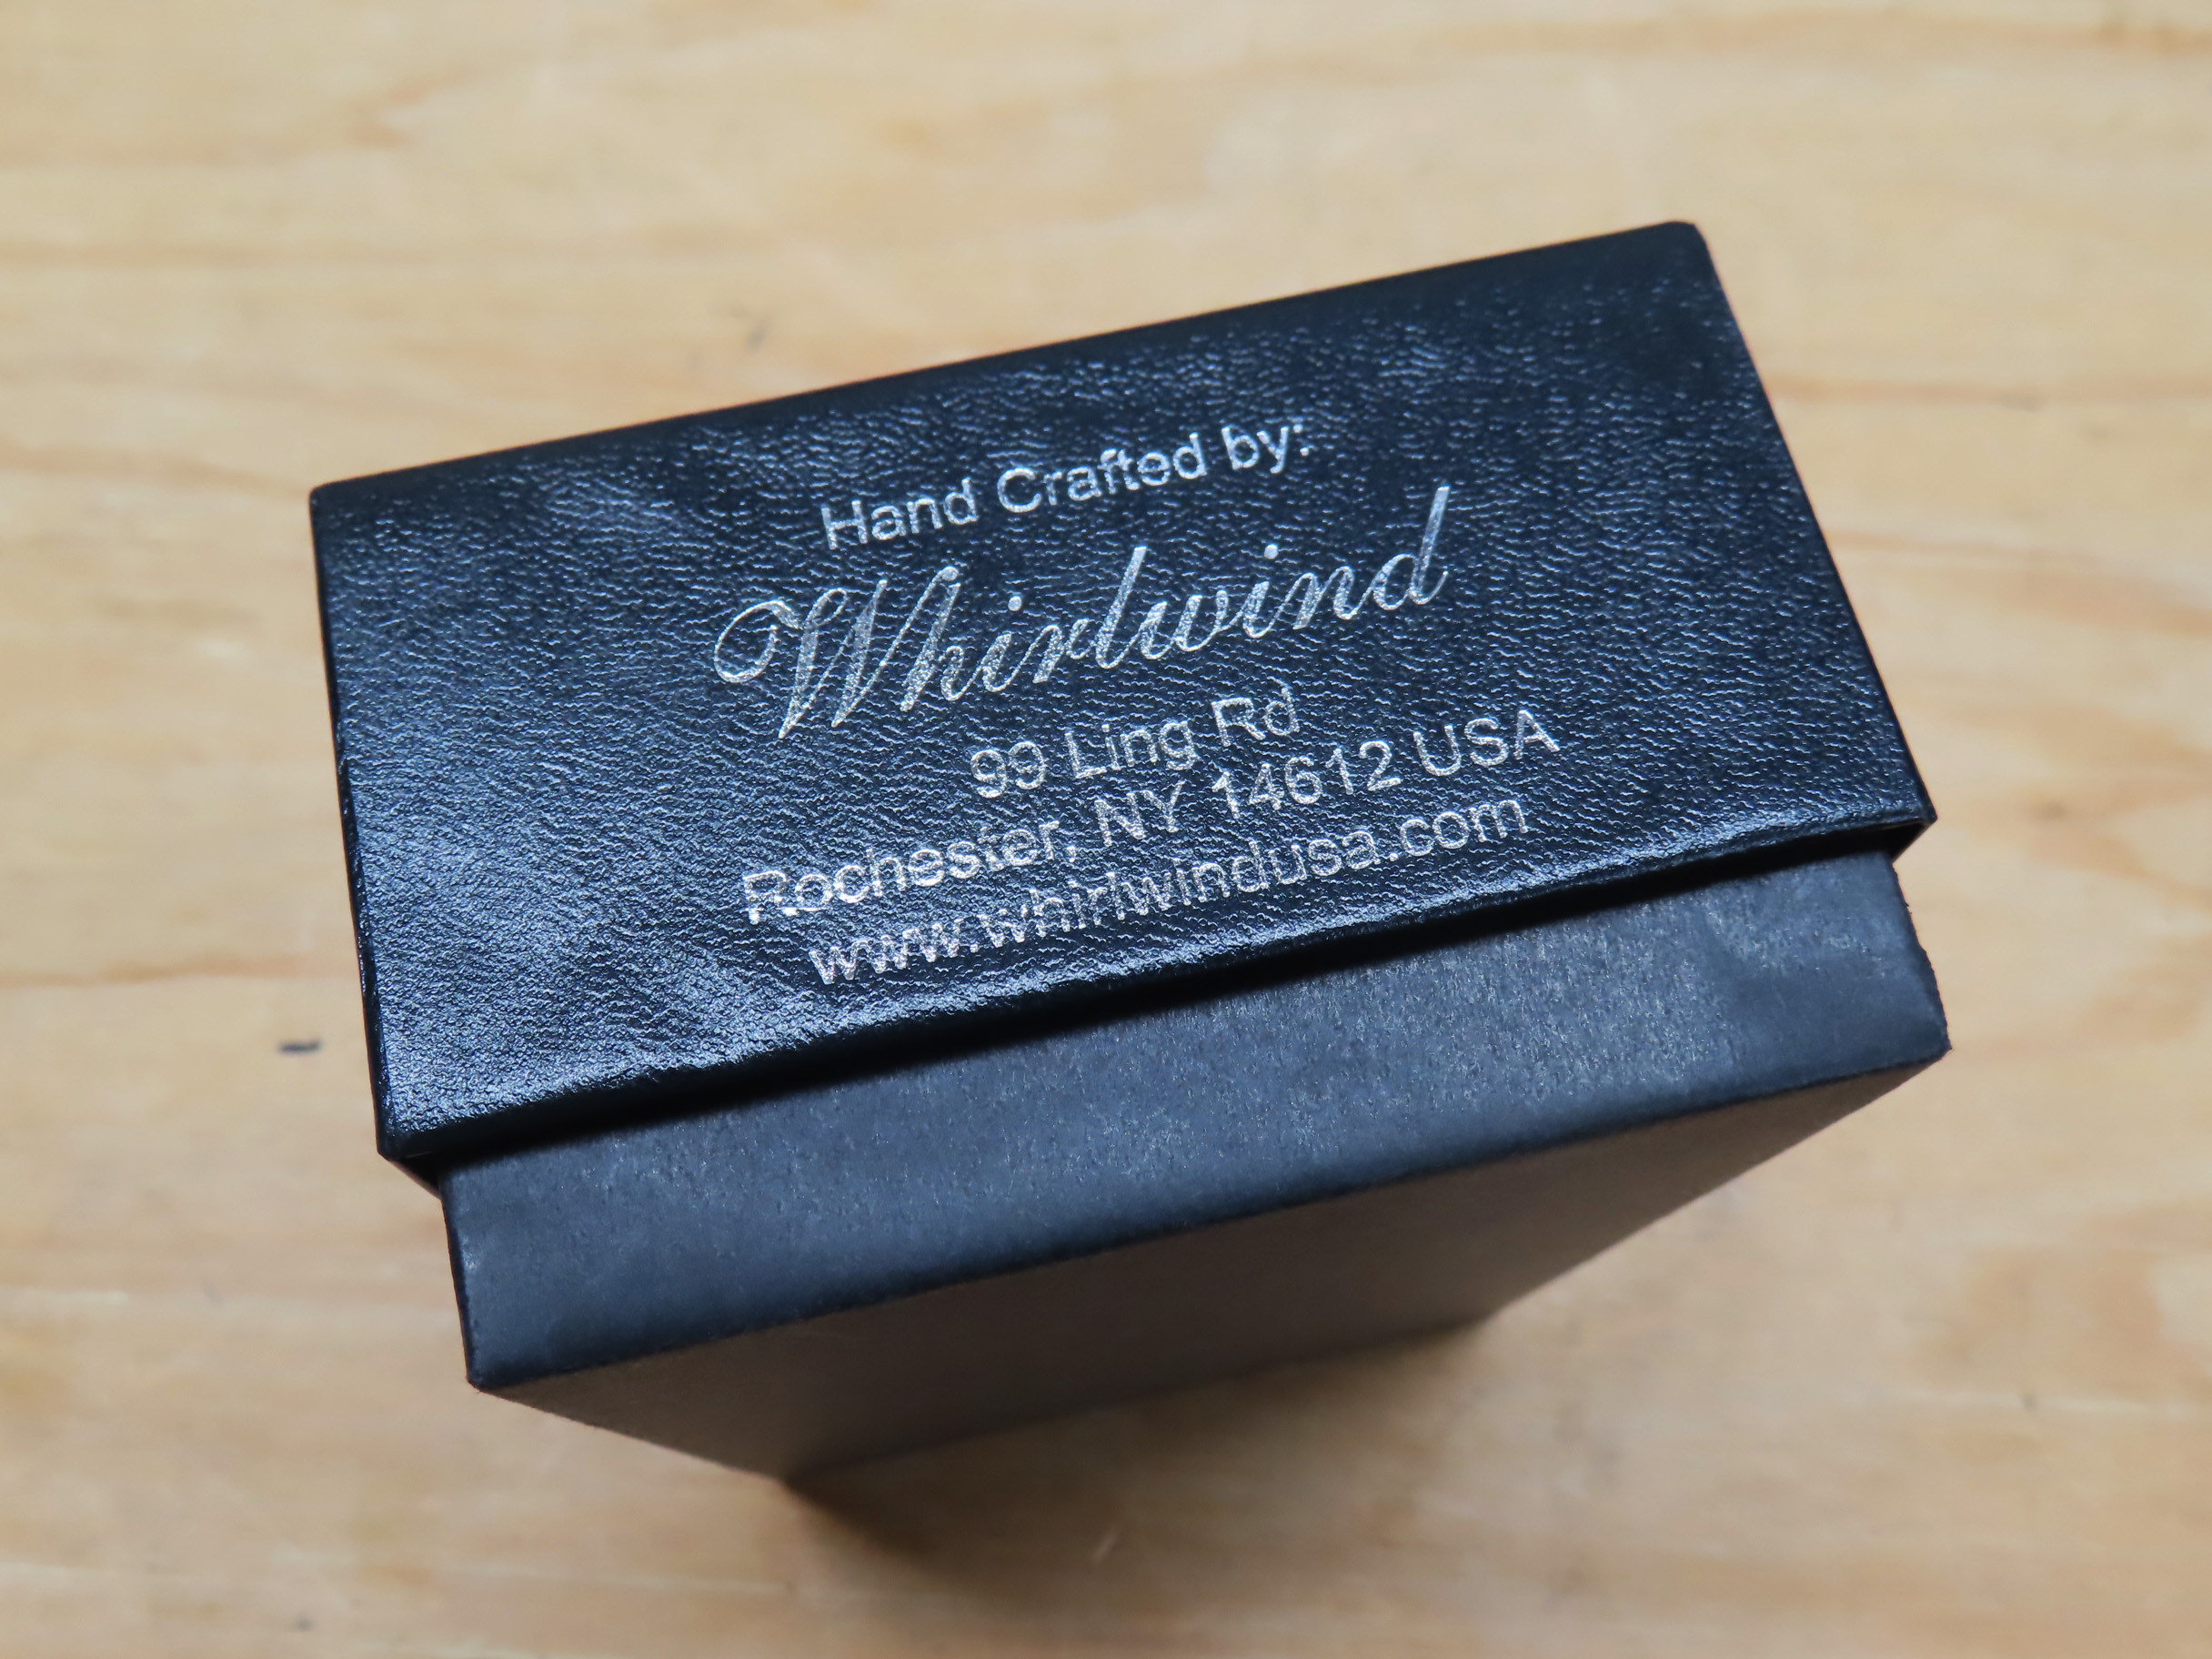 Hand Crafted by:
Whirlwind
99 Ling Rd
Rochester, NY 14612 USA
www.whirlwindusa.com